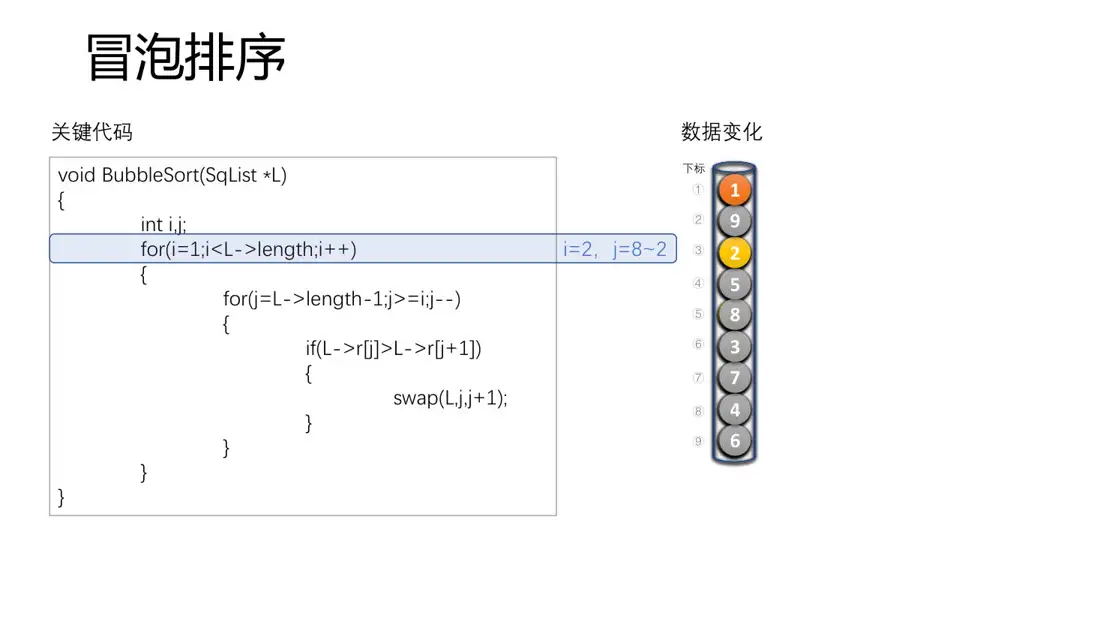 冒泡排序
关键代码
void BubbleSort(SqList *L)
{
int i,j;
for(i=1;i<L->length;i++)
i=2, j=8~2
{
for(j=L->length-1;j>=i;j--)
{
if(L->r[j]>L->r[j+1])
{
swap(L,j,j+1);
}
}
}
}
数据变化
下标
① 1
② 9
③ 2
④ 5
⑤ 8
⑥ 3
⑦ 7
⑧ 4
⑨ 6